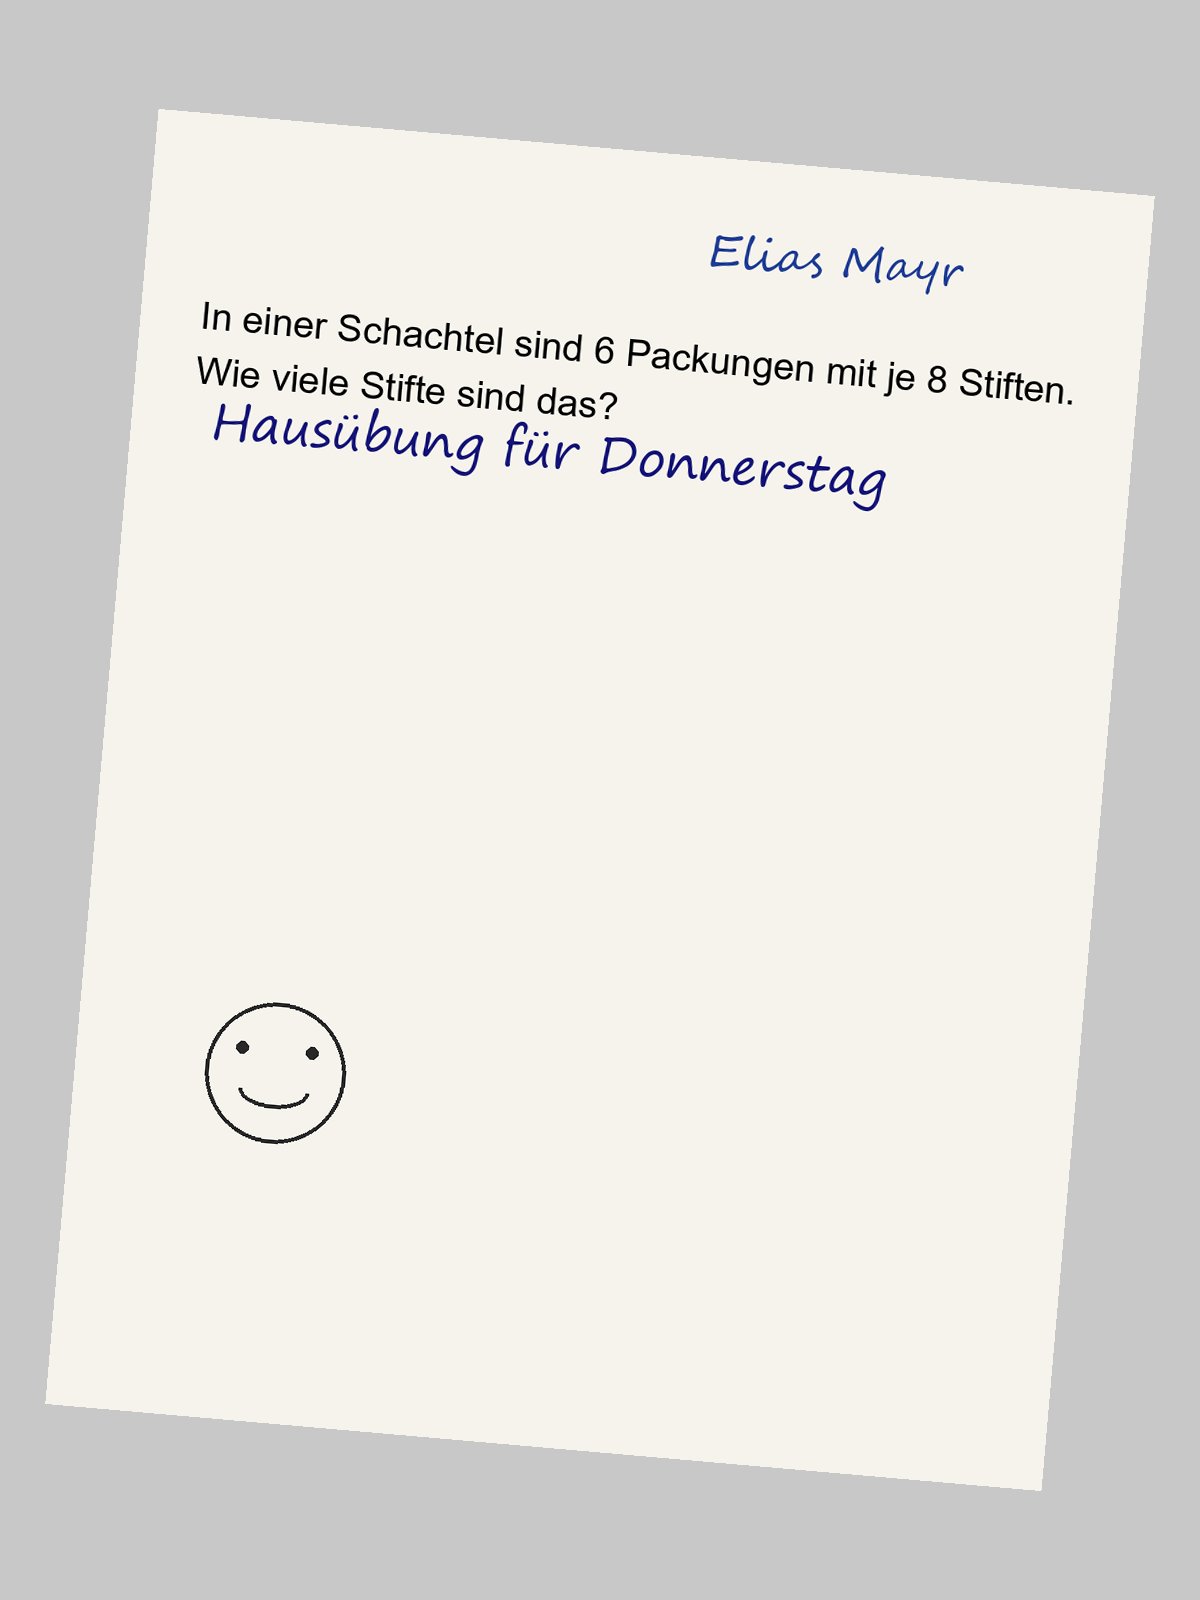 Elias Mayr
In einer Schachtel sind 6 Packungen mit je 8 Stiften.
Wie viele Stifte sind das?
Hausübung für Donnerstag